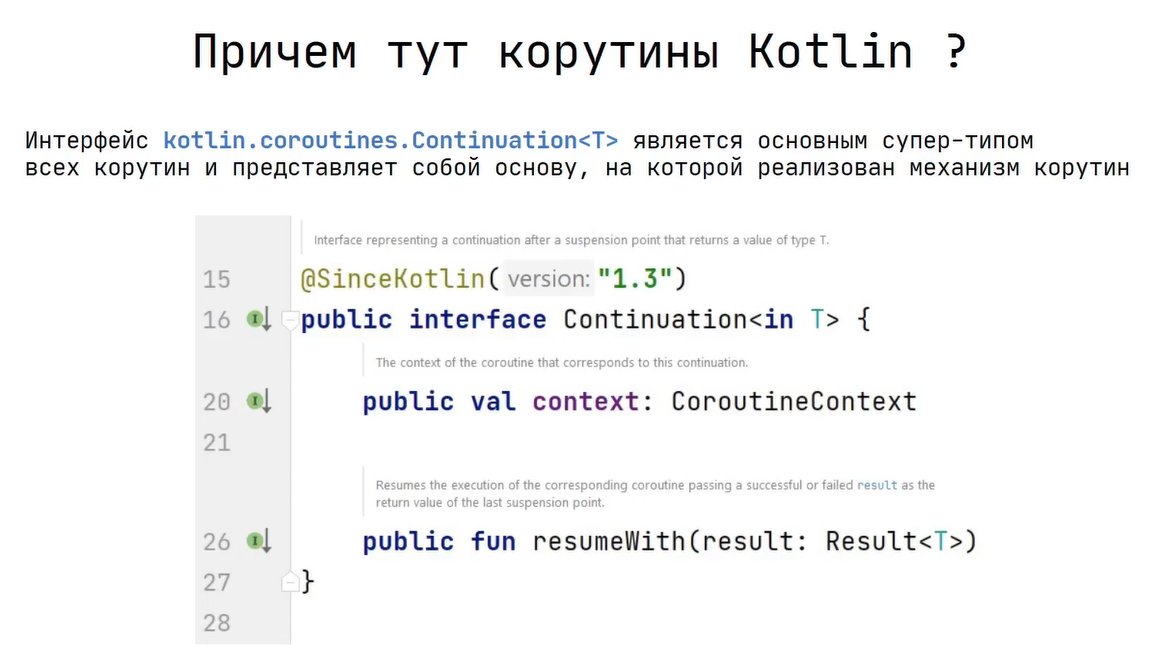 Причем тут корутины Kotlin ?
Интерфейс kotlin.coroutines.Continuation<T> является основным супер-типом
всех корутин и представляет собой основу, на которой реализован механизм корутин
Interface representing a continuation after a suspension point that returns a value of type T.
15 @SinceKotlin( version: "1.3")
16 public interface Continuation<in T> {
The context of the coroutine that corresponds to this continuation.
20 public val context: CoroutineContext
21
Resumes the execution of the corresponding coroutine passing a successful or failed result as the
return value of the last suspension point.
26 public fun resumeWith(result: Result<T>)
27 }
28